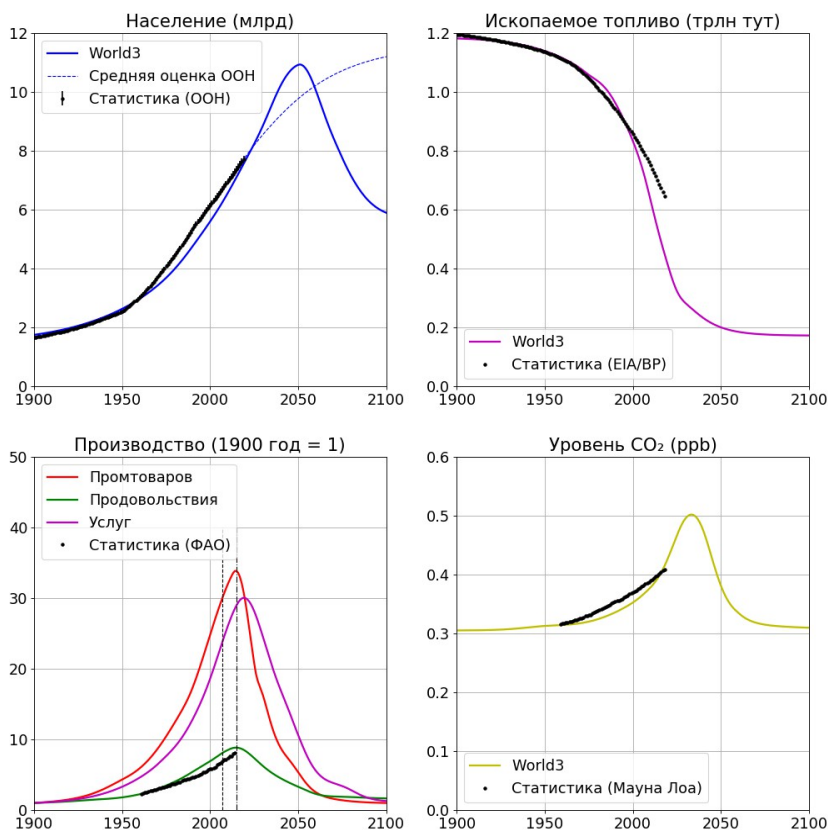 Население (млрд)
12
10
8
6
4
2
0
World3
Средняя оценка ООН
Статистика (ООН)
1900 1950 2000 2050 2100
Ископаемое топливо (трлн тут)
1.2
1.0
0.8
0.6
0.4
0.2
0.0
World3
Статистика (EIA/BP)
1900 1950 2000 2050 2100
Производство (1900 год = 1)
50
40
30
20
10
0
Промтоваров
Продовольствия
Услуг
Статистика (ФАО)
1900 1950 2000 2050 2100
Уровень CO₂ (ppb)
0.6
0.5
0.4
0.3
0.2
0.1
0.0
World3
Статистика (Мауна Лоа)
1900 1950 2000 2050 2100